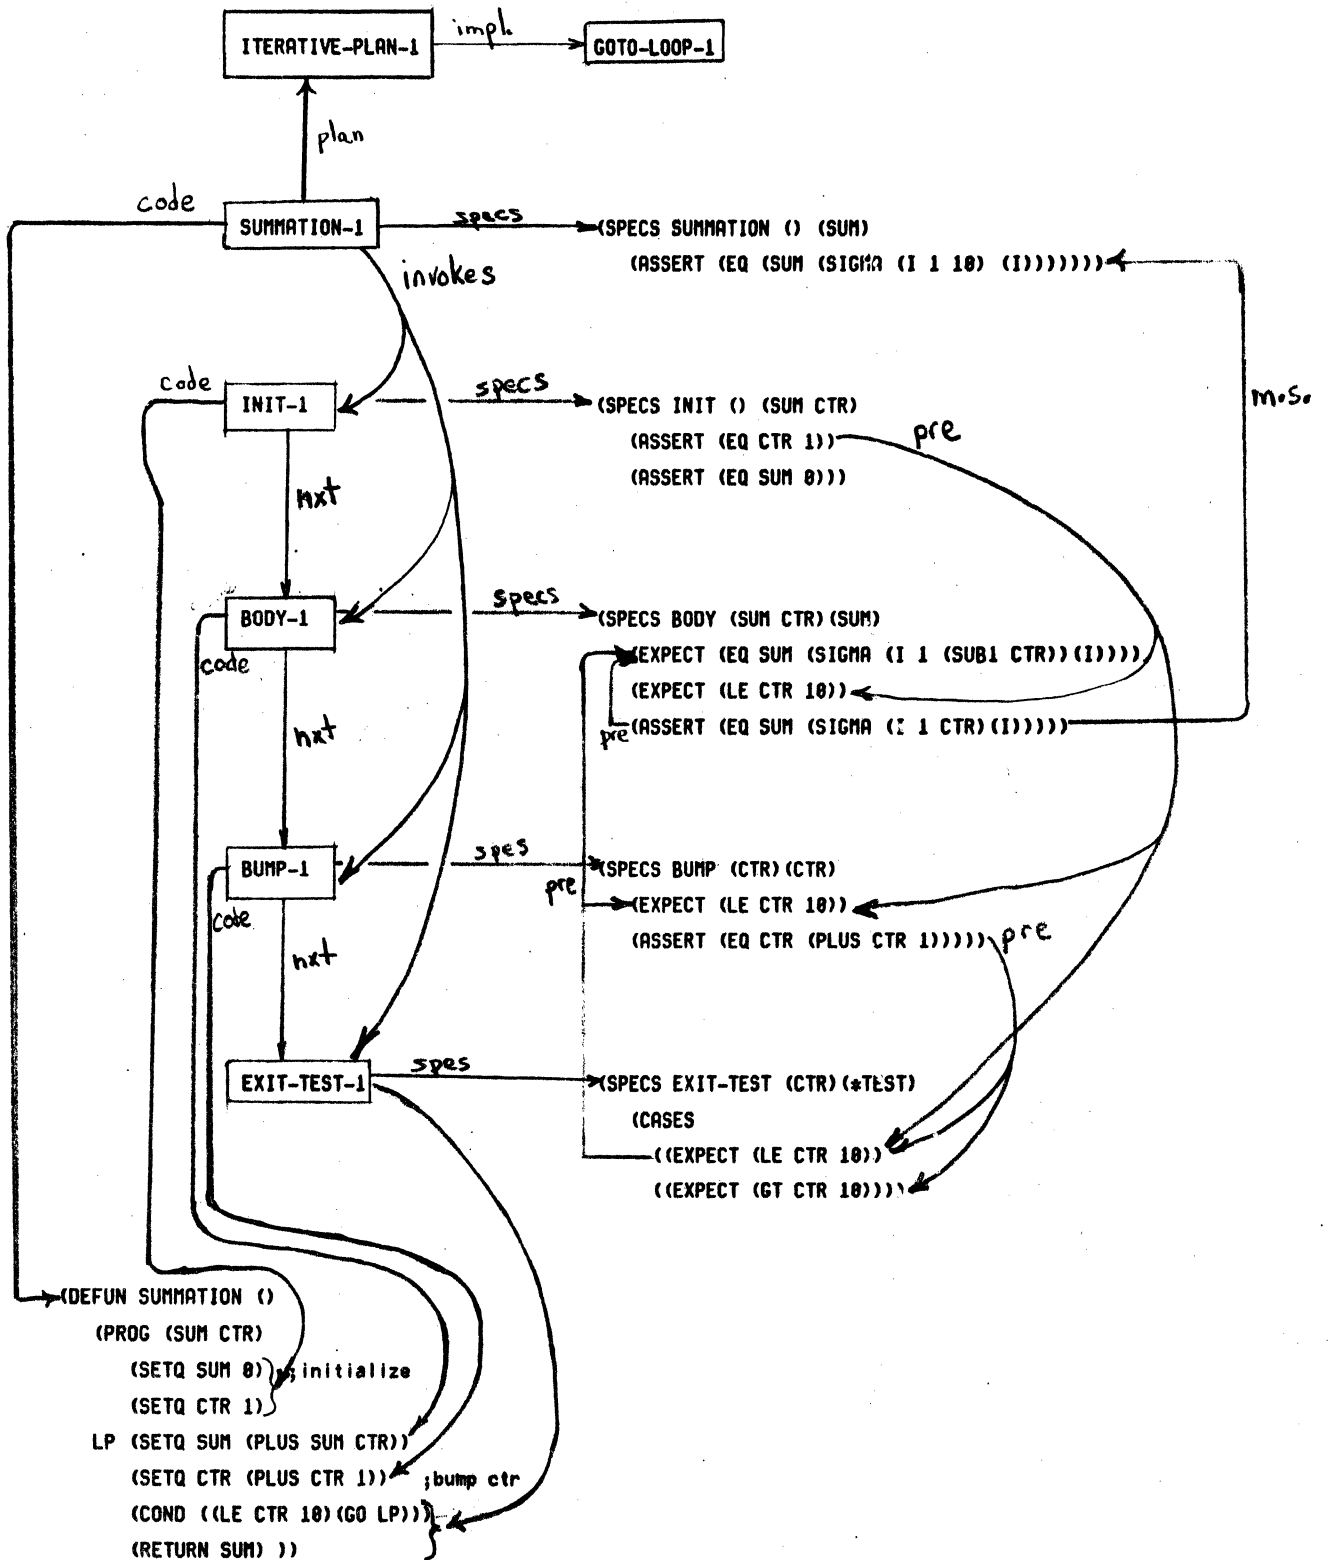 ITERATIVE-PLAN-1
impl.
GOTO-LOOP-1
plan
code
SUMMATION-1
specs
(SPECS SUMMATION () (SUM)
(ASSERT (EQ (SUM (SIGMA (I 1 10) (I)))))))
invokes
m.s.
code
INIT-1
specs
(SPECS INIT () (SUM CTR)
(ASSERT (EQ CTR 1))
pre
(ASSERT (EQ SUM 0)))
nxt
BODY-1
specs
(SPECS BODY (SUM CTR)(SUM)
code
(EXPECT (EQ SUM (SIGMA (I 1 (SUB1 CTR))(I))))
(EXPECT (LE CTR 10))
pre
(ASSERT (EQ SUM (SIGMA (I 1 CTR)(I)))))
nxt
BUMP-1
spes
(SPECS BUMP (CTR)(CTR)
code
pre
(EXPECT (LE CTR 10))
(ASSERT (EQ CTR (PLUS CTR 1)))))
pre
nxt
EXIT-TEST-1
spes
(SPECS EXIT-TEST (CTR)(*TEST)
(CASES
((EXPECT (LE CTR 10))
((EXPECT (GT CTR 10))))
(DEFUN SUMMATION ()
(PROG (SUM CTR)
(SETQ SUM 0) ;initialize
(SETQ CTR 1)
LP (SETQ SUM (PLUS SUM CTR))
(SETQ CTR (PLUS CTR 1)) ;bump ctr
(COND ((LE CTR 10)(GO LP)))
(RETURN SUM) ))